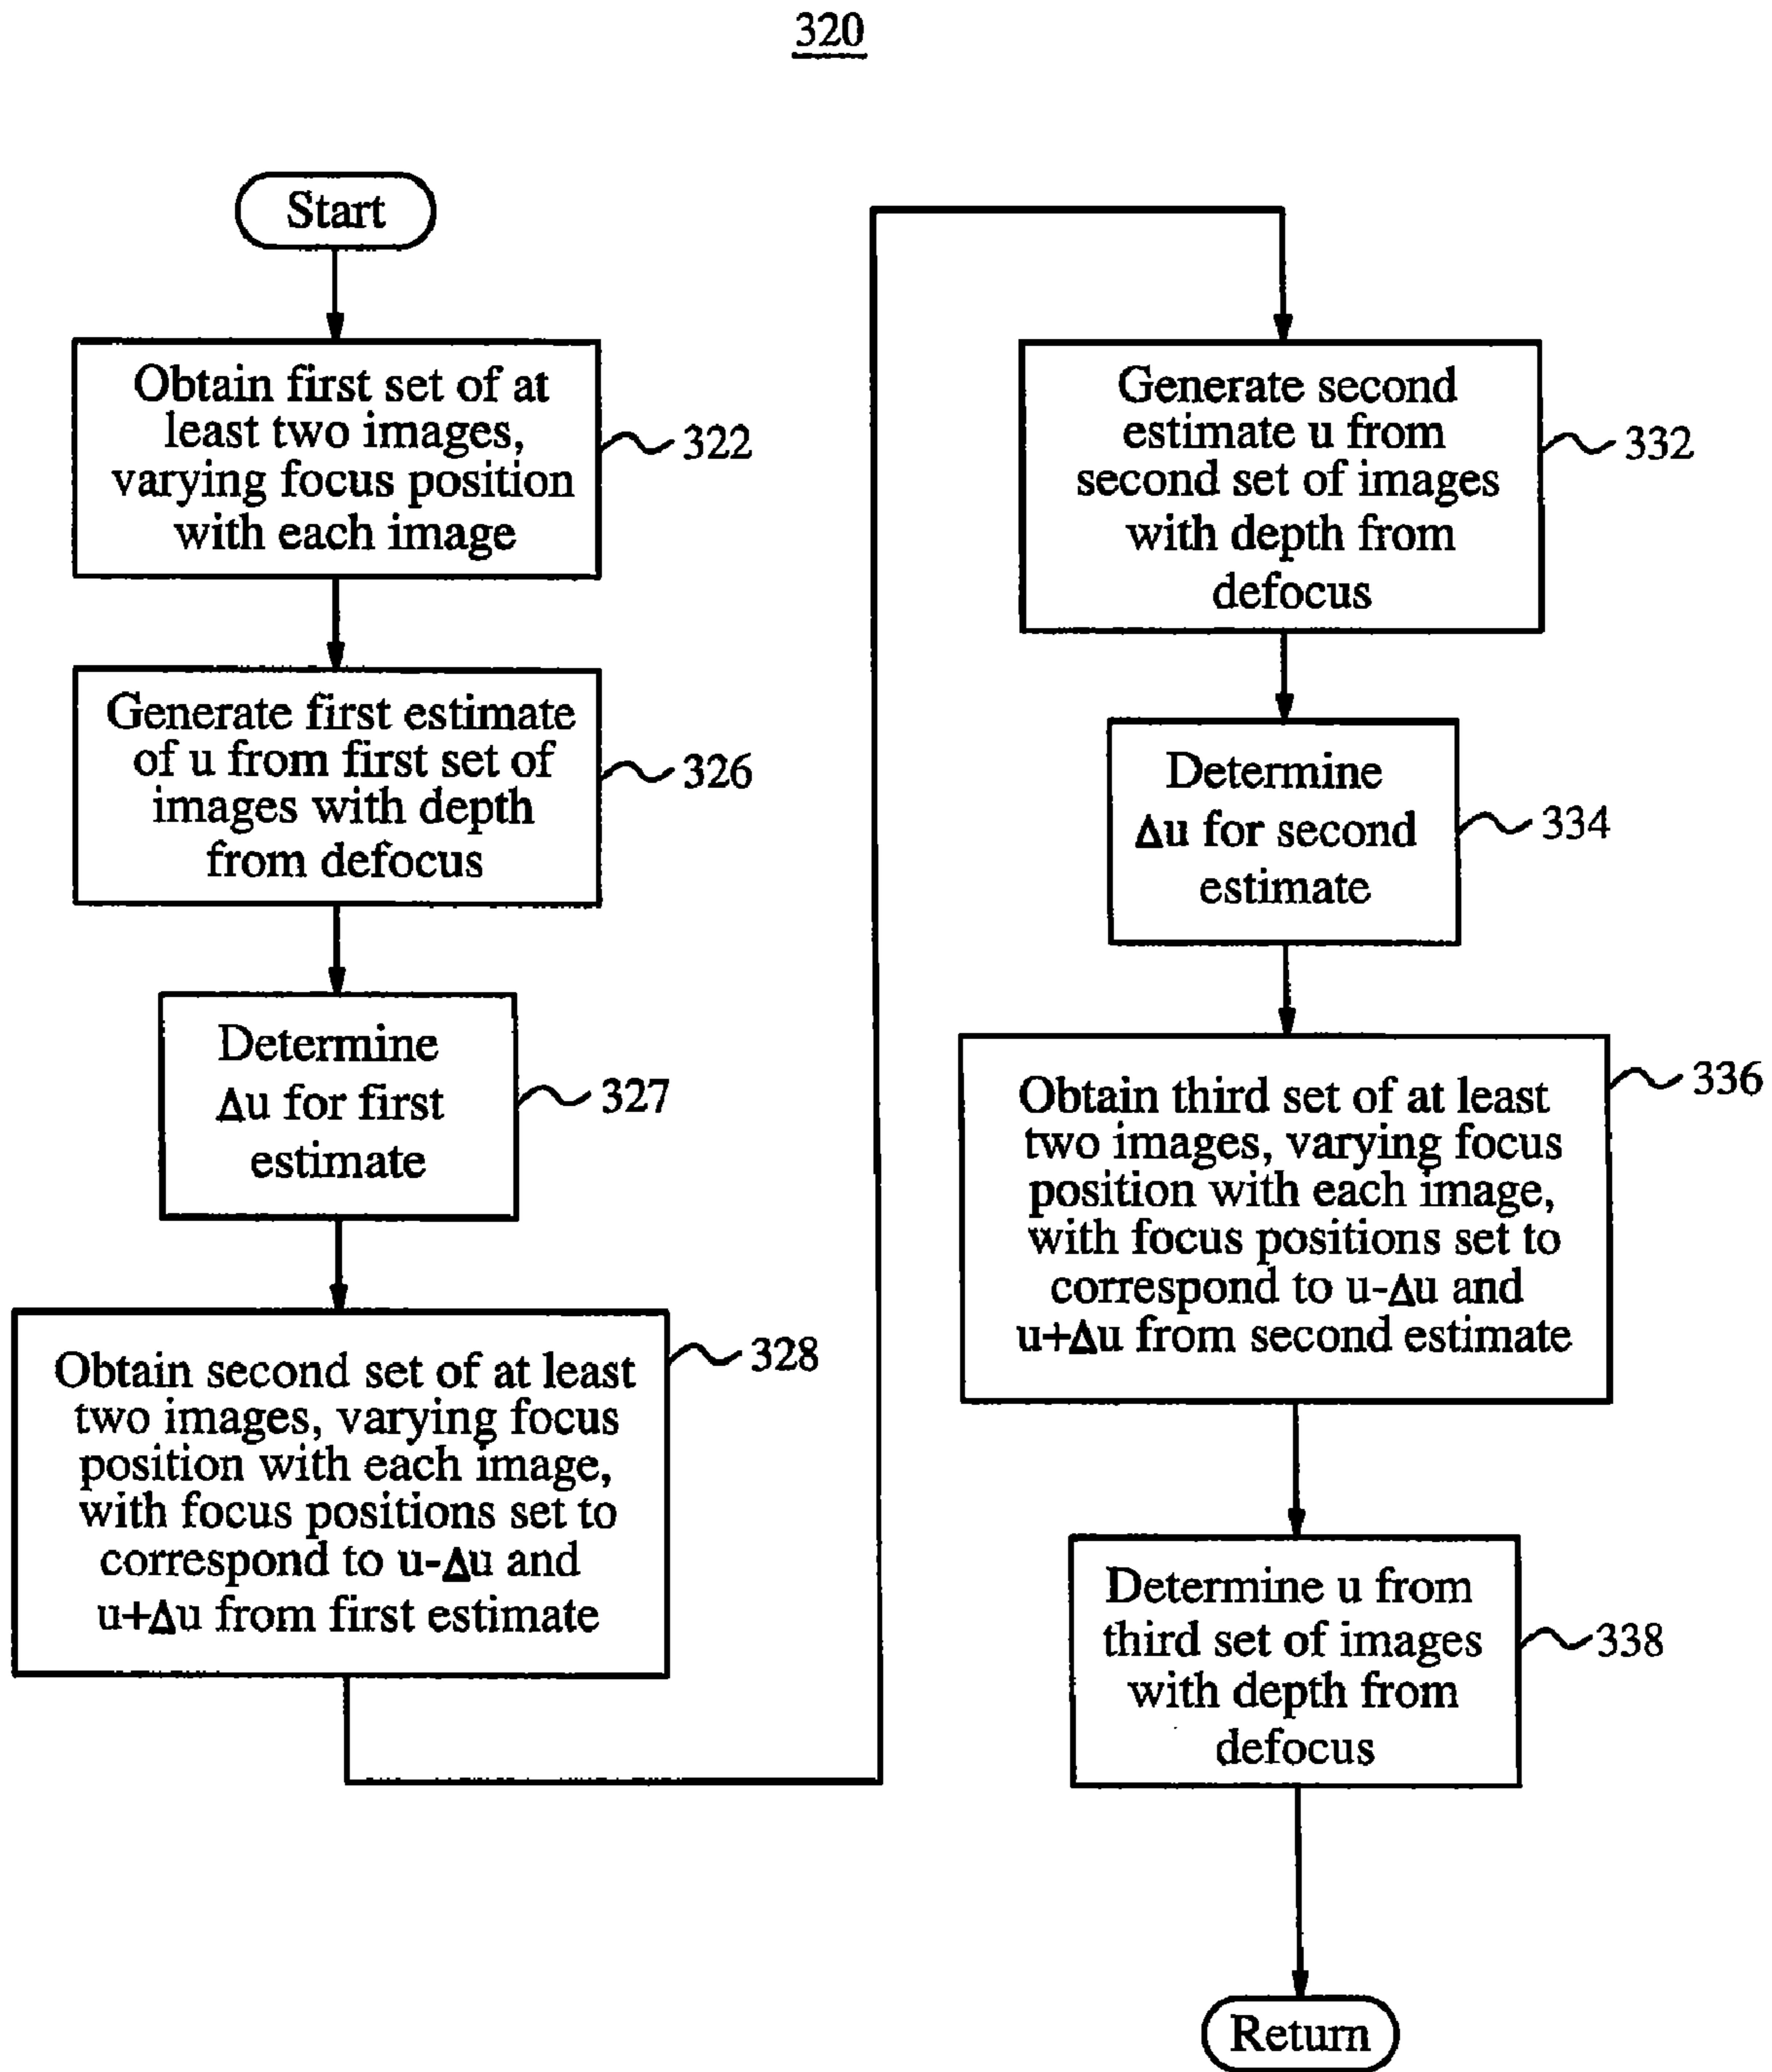 320
Start
Obtain first set of at
least two images,
varying focus position
with each image
322
Generate first estimate
of u from first set of
images with depth
from defocus
326
Determine
Δu for first
estimate
327
Obtain second set of at least
two images, varying focus
position with each image,
with focus positions set to
correspond to u-Δu and
u+Δu from first estimate
328
Generate second
estimate u from
second set of images
with depth from
defocus
332
Determine
Δu for second
estimate
334
Obtain third set of at least
two images, varying focus
position with each image,
with focus positions set to
correspond to u-Δu and
u+Δu from second estimate
336
Determine u from
third set of images
with depth from
defocus
338
Return